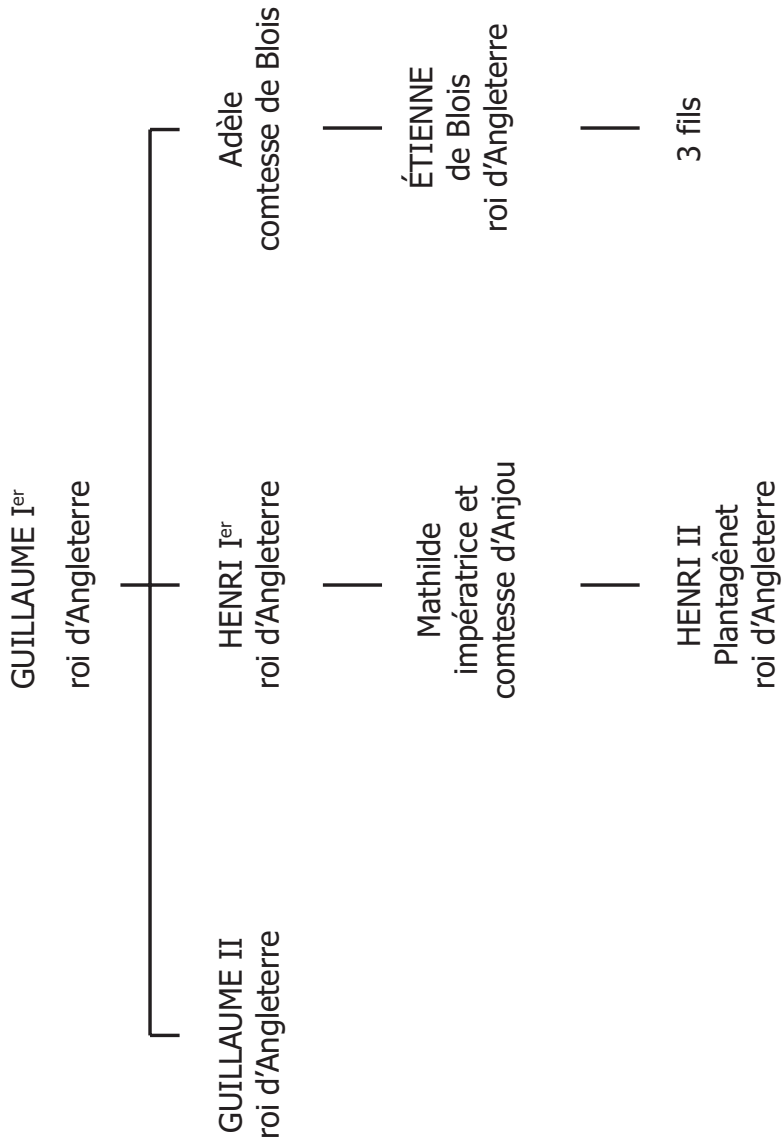 GUILLAUME Iᵉʳ
roi d'Angleterre
GUILLAUME II
roi d'Angleterre
HENRI Iᵉʳ
roi d'Angleterre
Adèle
comtesse de Blois
Mathilde
impératrice et
comtesse d'Anjou
ÉTIENNE
de Blois
roi d'Angleterre
HENRI II
Plantagênet
roi d'Angleterre
3 fils